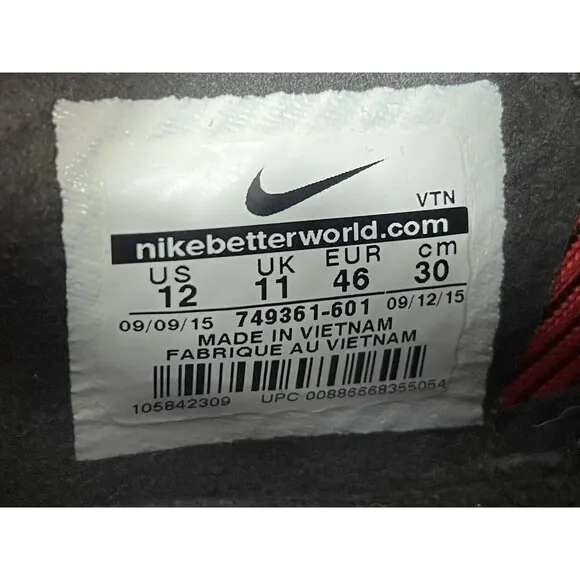 VTN
nikebetterworld.com
US UK EUR cm
12 11 46 30
09/09/15 749361-601 09/12/15
MADE IN VIETNAM
FABRIQUE AU VIETNAM
105842309 UPC 00886668355054